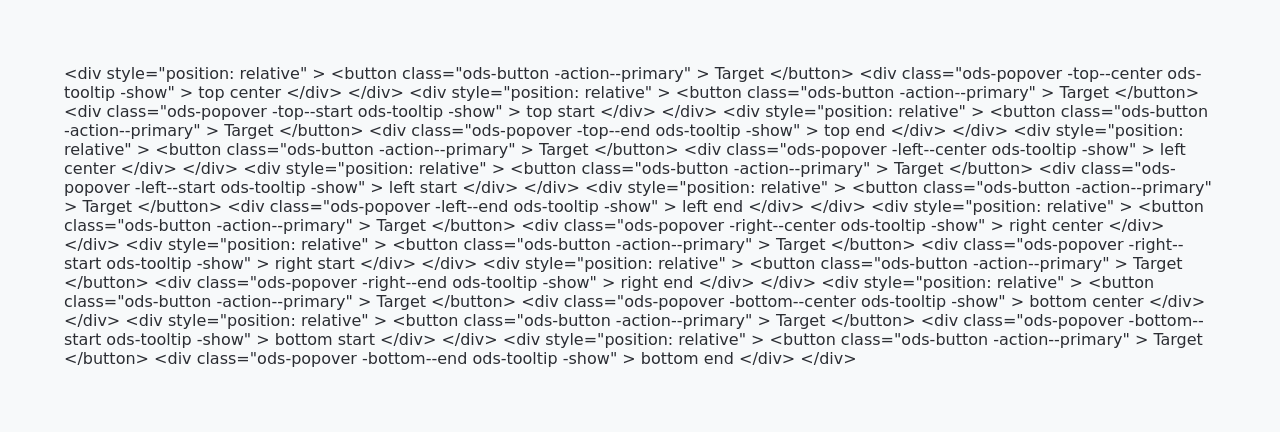 <div style="position: relative" > <button class="ods-button -action--primary" > Target </button> <div class="ods-popover -top--center ods-
tooltip -show" > top center </div> </div> <div style="position: relative" > <button class="ods-button -action--primary" > Target </button>
<div class="ods-popover -top--start ods-tooltip -show" > top start </div> </div> <div style="position: relative" > <button class="ods-button
-action--primary" > Target </button> <div class="ods-popover -top--end ods-tooltip -show" > top end </div> </div> <div style="position:
relative" > <button class="ods-button -action--primary" > Target </button> <div class="ods-popover -left--center ods-tooltip -show" > left
center </div> </div> <div style="position: relative" > <button class="ods-button -action--primary" > Target </button> <div class="ods-
popover -left--start ods-tooltip -show" > left start </div> </div> <div style="position: relative" > <button class="ods-button -action--primary"
> Target </button> <div class="ods-popover -left--end ods-tooltip -show" > left end </div> </div> <div style="position: relative" > <button
class="ods-button -action--primary" > Target </button> <div class="ods-popover -right--center ods-tooltip -show" > right center </div>
</div> <div style="position: relative" > <button class="ods-button -action--primary" > Target </button> <div class="ods-popover -right--
start ods-tooltip -show" > right start </div> </div> <div style="position: relative" > <button class="ods-button -action--primary" > Target
</button> <div class="ods-popover -right--end ods-tooltip -show" > right end </div> </div> <div style="position: relative" > <button
class="ods-button -action--primary" > Target </button> <div class="ods-popover -bottom--center ods-tooltip -show" > bottom center </div>
</div> <div style="position: relative" > <button class="ods-button -action--primary" > Target </button> <div class="ods-popover -bottom--
start ods-tooltip -show" > bottom start </div> </div> <div style="position: relative" > <button class="ods-button -action--primary" > Target
</button> <div class="ods-popover -bottom--end ods-tooltip -show" > bottom end </div> </div>